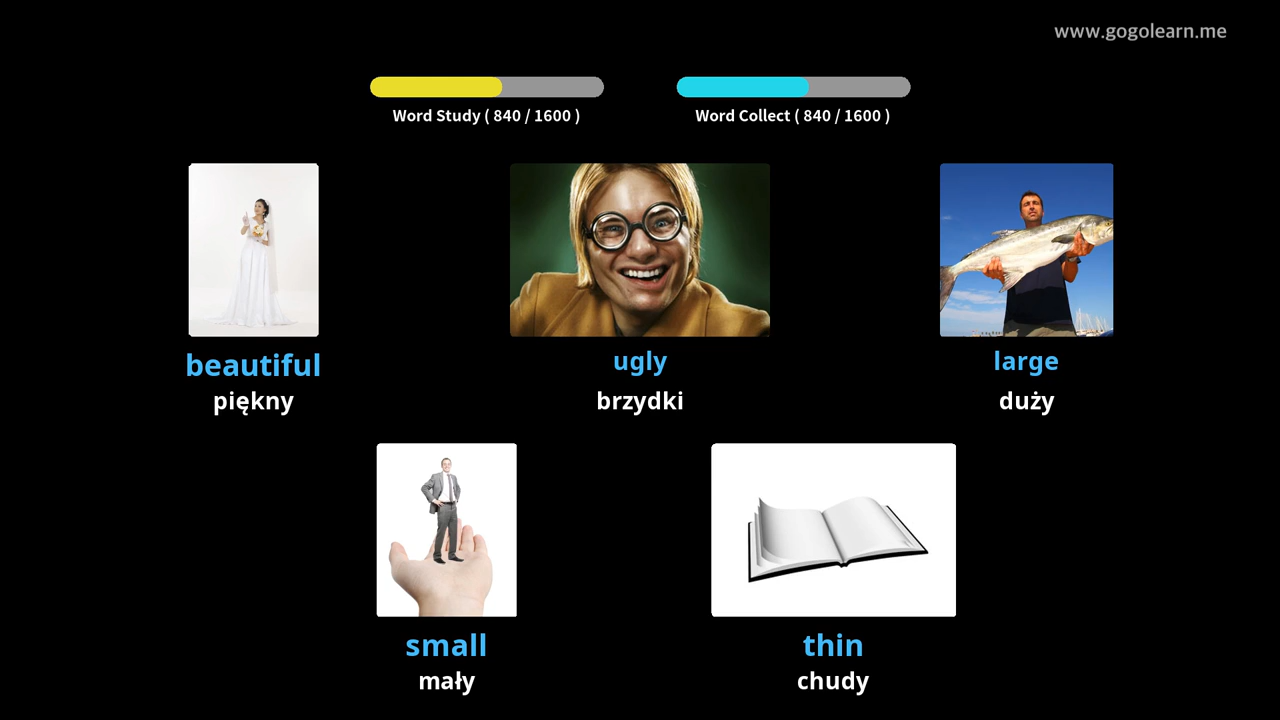 www.gogolearn.me
Word Study ( 840 / 1600 )
Word Collect ( 840 / 1600 )
beautiful
piękny
ugly
brzydki
large
duży
small
mały
thin
chudy